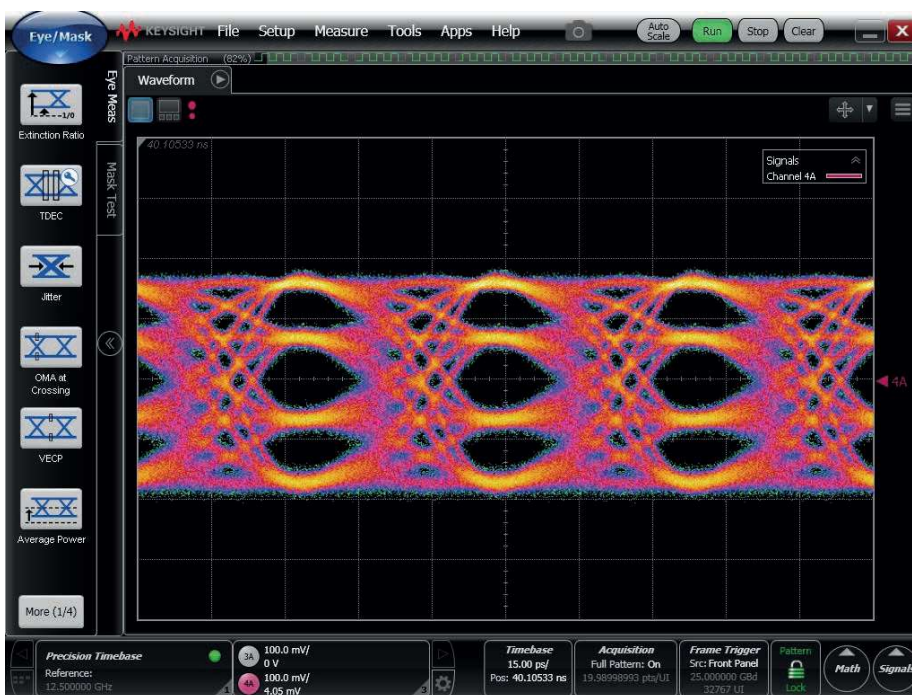 Eye/Mask
KEYSIGHT File Setup Measure Tools Apps Help
Auto Scale Run Stop Clear
Pattern Acquisition (82%)
Waveform
Eye Meas
Mask Test
Extinction Ratio
TDEC
Jitter
OMA at
Crossing
VECP
Average Power
More (1/4)
40.10533 ns
Signals
Channel 4A
4A
Precision Timebase
Reference:
12.500000 GHz
1
3A 100.0 mV/
0 V
4A 100.0 mV/
4.05 mV
3
Timebase
15.00 ps/
Pos: 40.10533 ns
Acquisition
Full Pattern: On
19.98998993 pts/UI
Frame Trigger
Src: Front Panel
25.000000 GBd
32767 UI
Pattern
Lock
Math
Signals